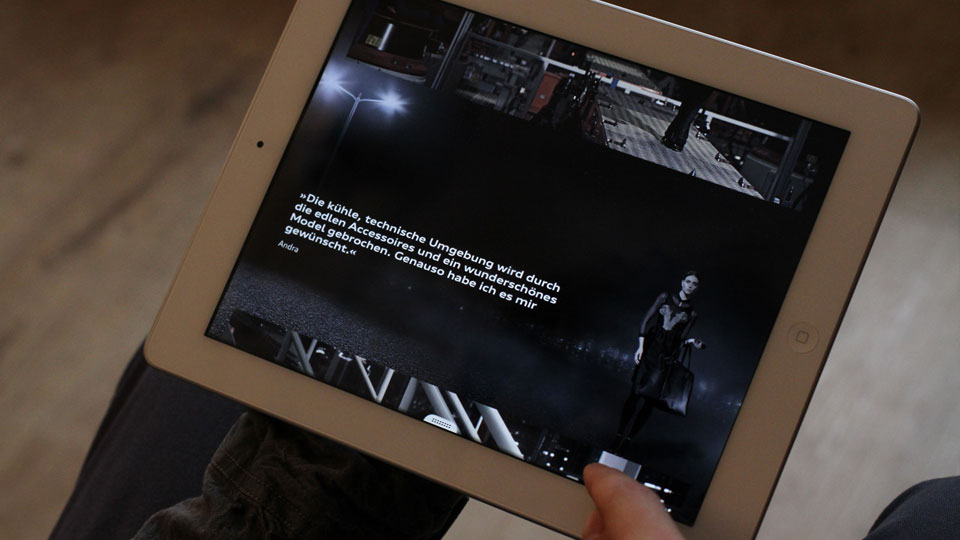 »Die kühle, technische Umgebung wird durch
die edlen Accessoires und ein wunderschönes
Model gebrochen. Genauso habe ich es mir
gewünscht.«
Andra